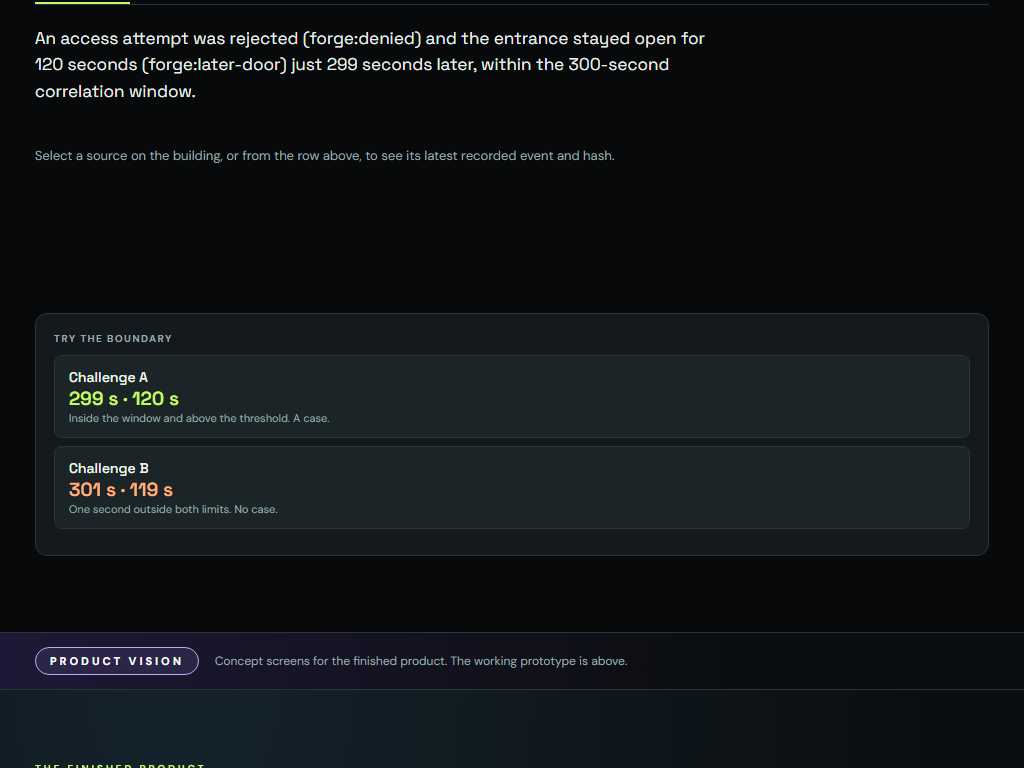 An access attempt was rejected (forge:denied) and the entrance stayed open for
120 seconds (forge:later-door) just 299 seconds later, within the 300-second
correlation window.
Select a source on the building, or from the row above, to see its latest recorded event and hash.
TRY THE BOUNDARY
Challenge A
299 s · 120 s
Inside the window and above the threshold. A case.
Challenge B
301 s · 119 s
One second outside both limits. No case.
PRODUCT VISION
Concept screens for the finished product. The working prototype is above.
THE FINISHED PRODUCT